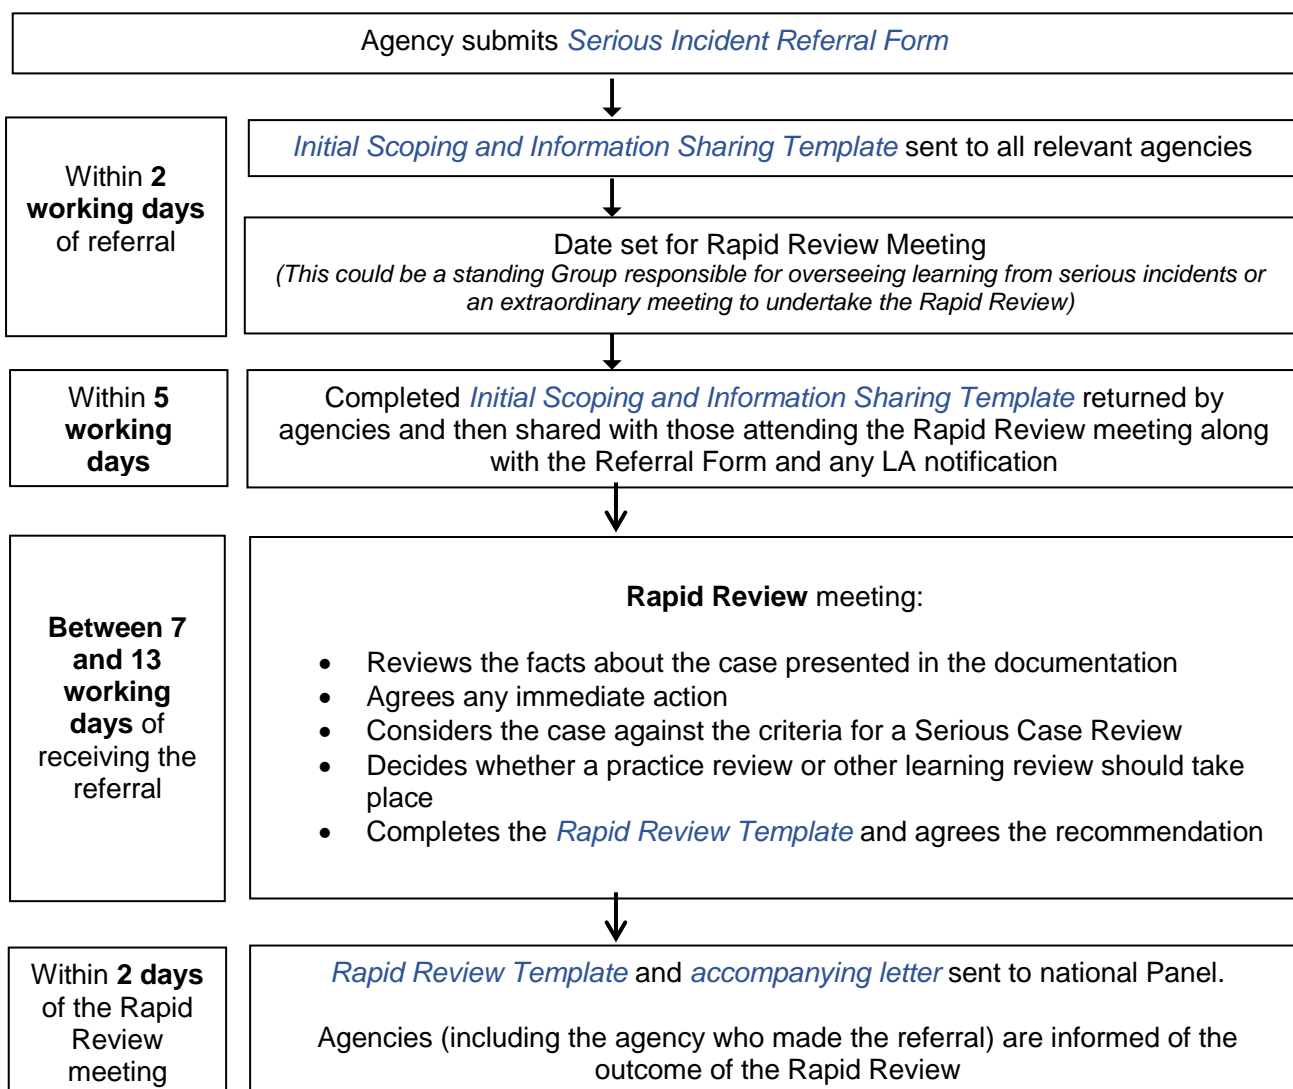 Agency submits Serious Incident Referral Form
Within 2
working days
of referral
Initial Scoping and Information Sharing Template sent to all relevant agencies
Date set for Rapid Review Meeting
(This could be a standing Group responsible for overseeing learning from serious incidents or
an extraordinary meeting to undertake the Rapid Review)
Within 5
working
days
Completed Initial Scoping and Information Sharing Template returned by
agencies and then shared with those attending the Rapid Review meeting along
with the Referral Form and any LA notification
Between 7
and 13
working
days of
receiving the
referral
Rapid Review meeting:
• Reviews the facts about the case presented in the documentation
• Agrees any immediate action
• Considers the case against the criteria for a Serious Case Review
• Decides whether a practice review or other learning review should take
place
• Completes the Rapid Review Template and agrees the recommendation
Within 2 days
of the Rapid
Review
meeting
Rapid Review Template and accompanying letter sent to national Panel.
Agencies (including the agency who made the referral) are informed of the
outcome of the Rapid Review